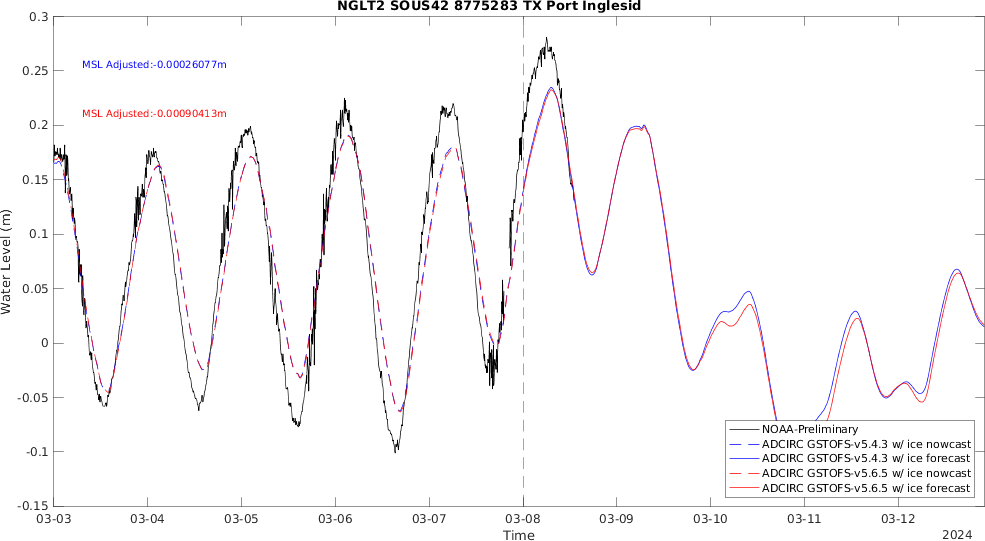 NGLT2 SOUS42 8775283 TX Port Inglesid
MSL Adjusted:-0.00026077m
MSL Adjusted:-0.00090413m
Water Level (m)
0.3
0.25
0.2
0.15
0.1
0.05
0
-0.05
-0.1
-0.15
NOAA-Preliminary
ADCIRC GSTOFS-v5.4.3 w/ ice nowcast
ADCIRC GSTOFS-v5.4.3 w/ ice forecast
ADCIRC GSTOFS-v5.6.5 w/ ice nowcast
ADCIRC GSTOFS-v5.6.5 w/ ice forecast
03-03 03-04 03-05 03-06 03-07 03-08 03-09 03-10 03-11 03-12
Time
2024